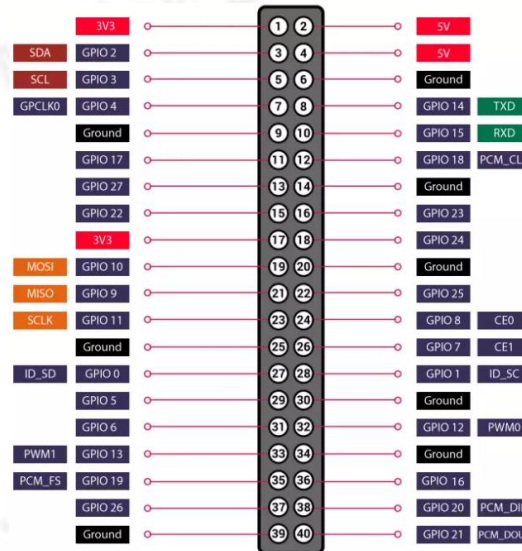 3V3 1 2 5V
SDA GPIO 2 3 4 5V
SCL GPIO 3 5 6 Ground
GPCLK0 GPIO 4 7 8 GPIO 14 TXD
Ground 9 10 GPIO 15 RXD
GPIO 17 11 12 GPIO 18 PCM_CL
GPIO 27 13 14 Ground
GPIO 22 15 16 GPIO 23
3V3 17 18 GPIO 24
MOSI GPIO 10 19 20 Ground
MISO GPIO 9 21 22 GPIO 25
SCLK GPIO 11 23 24 GPIO 8 CE0
Ground 25 26 GPIO 7 CE1
ID_SD GPIO 0 27 28 GPIO 1 ID_SC
GPIO 5 29 30 Ground
GPIO 6 31 32 GPIO 12 PWM0
PWM1 GPIO 13 33 34 Ground
PCM_FS GPIO 19 35 36 GPIO 16
GPIO 26 37 38 GPIO 20 PCM_DI
Ground 39 40 GPIO 21 PCM_DOU